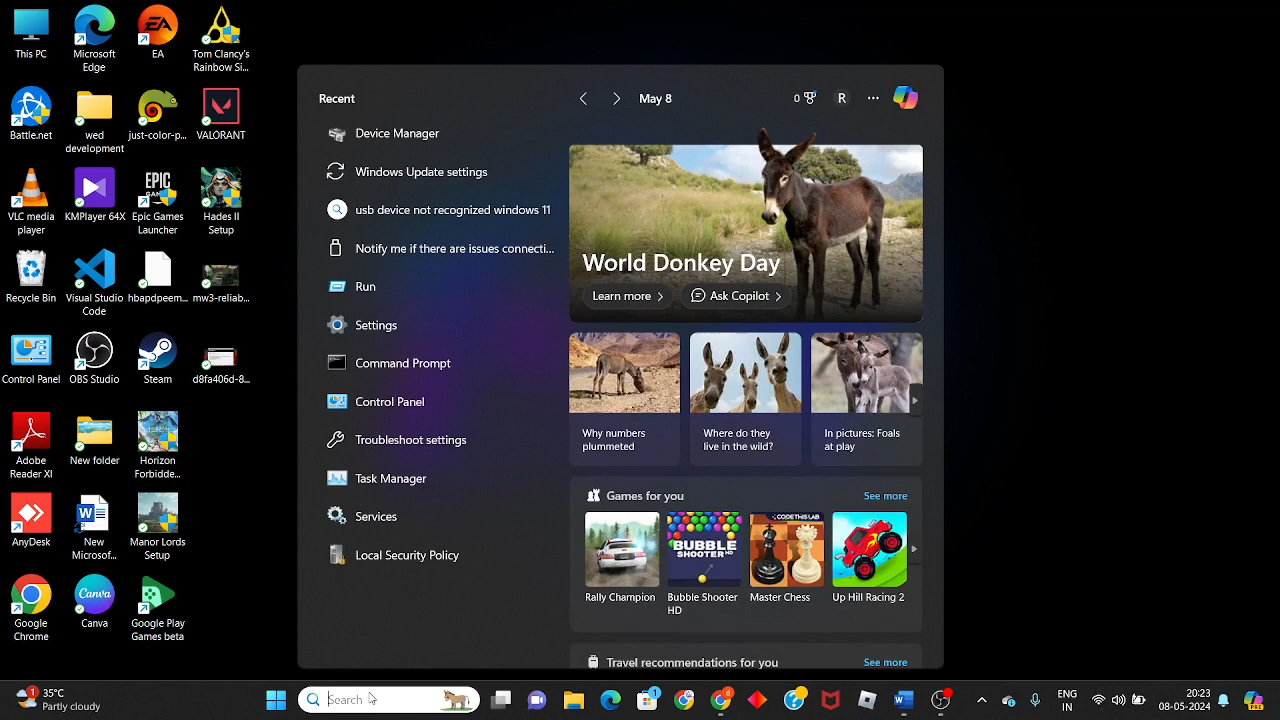 This PC
Microsoft
Edge
EA
Tom Clancy's
Rainbow Si...
Battle.net
wed
development
just-color-p...
VALORANT
VLC media
player
KMPlayer 64X
Epic Games
Launcher
Hades II
Setup
Recycle Bin
Visual Studio
Code
hbapdpeem...
mw3-reliab...
Control Panel
OBS Studio
Steam
d8fa406d-8...
Adobe
Reader XI
New folder
Horizon
Forbidde...
AnyDesk
New
Microsof...
Manor Lords
Setup
Google
Chrome
Canva
Google Play
Games beta
Recent
Device Manager
Windows Update settings
usb device not recognized windows 11
Notify me if there are issues connecti...
Run
Settings
Command Prompt
Control Panel
Troubleshoot settings
Task Manager
Services
Local Security Policy
May 8
0
R
World Donkey Day
Learn more
Ask Copilot
Why numbers
plummeted
Where do they
live in the wild?
In pictures: Foals
at play
Games for you
See more
BUBBLE
SHOOTER HD
CODETHISLAB
Rally Champion
Bubble Shooter
HD
Master Chess
Up Hill Racing 2
Travel recommendations for you
See more
1
35°C
Partly cloudy
Search
1
ENG
IN
20:23
08-05-2024
PRE